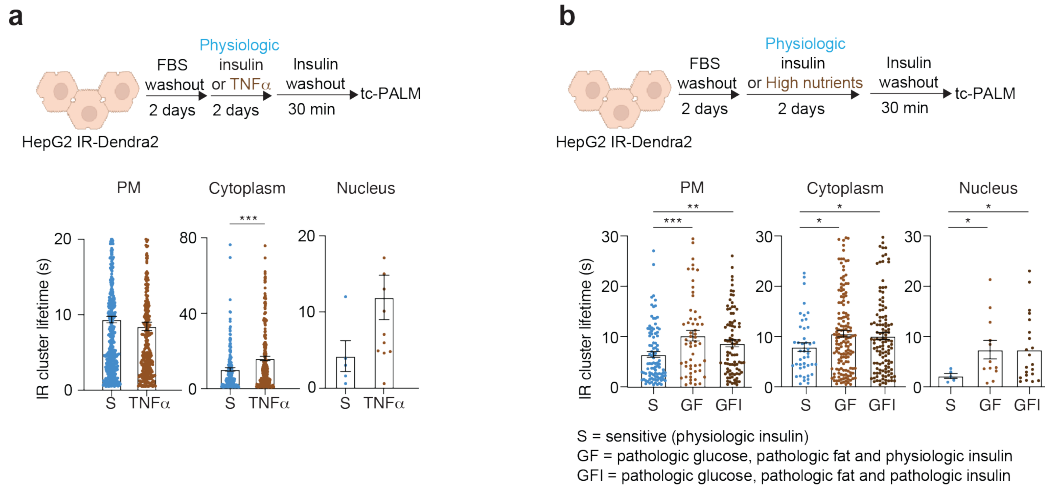 a
Physiologic
FBS washout
insulin or TNFα
Insulin washout
tc-PALM
2 days
2 days
30 min
HepG2 IR-Dendra2
PM
Cytoplasm
Nucleus
***
IR cluster lifetime (s)
20
10
0
S
TNFα
80
40
0
S
TNFα
20
10
0
S
TNFα
b
Physiologic
FBS washout
insulin or High nutrients
Insulin washout
tc-PALM
2 days
2 days
30 min
HepG2 IR-Dendra2
PM
Cytoplasm
Nucleus
IR cluster lifetime (s)
**
***
30
20
10
0
S
GF
GFI
*
*
30
20
10
0
S
GF
GFI
*
*
30
20
10
0
S
GF
GFI
S = sensitive (physiologic insulin)
GF = pathologic glucose, pathologic fat and physiologic insulin
GFI = pathologic glucose, pathologic fat and pathologic insulin